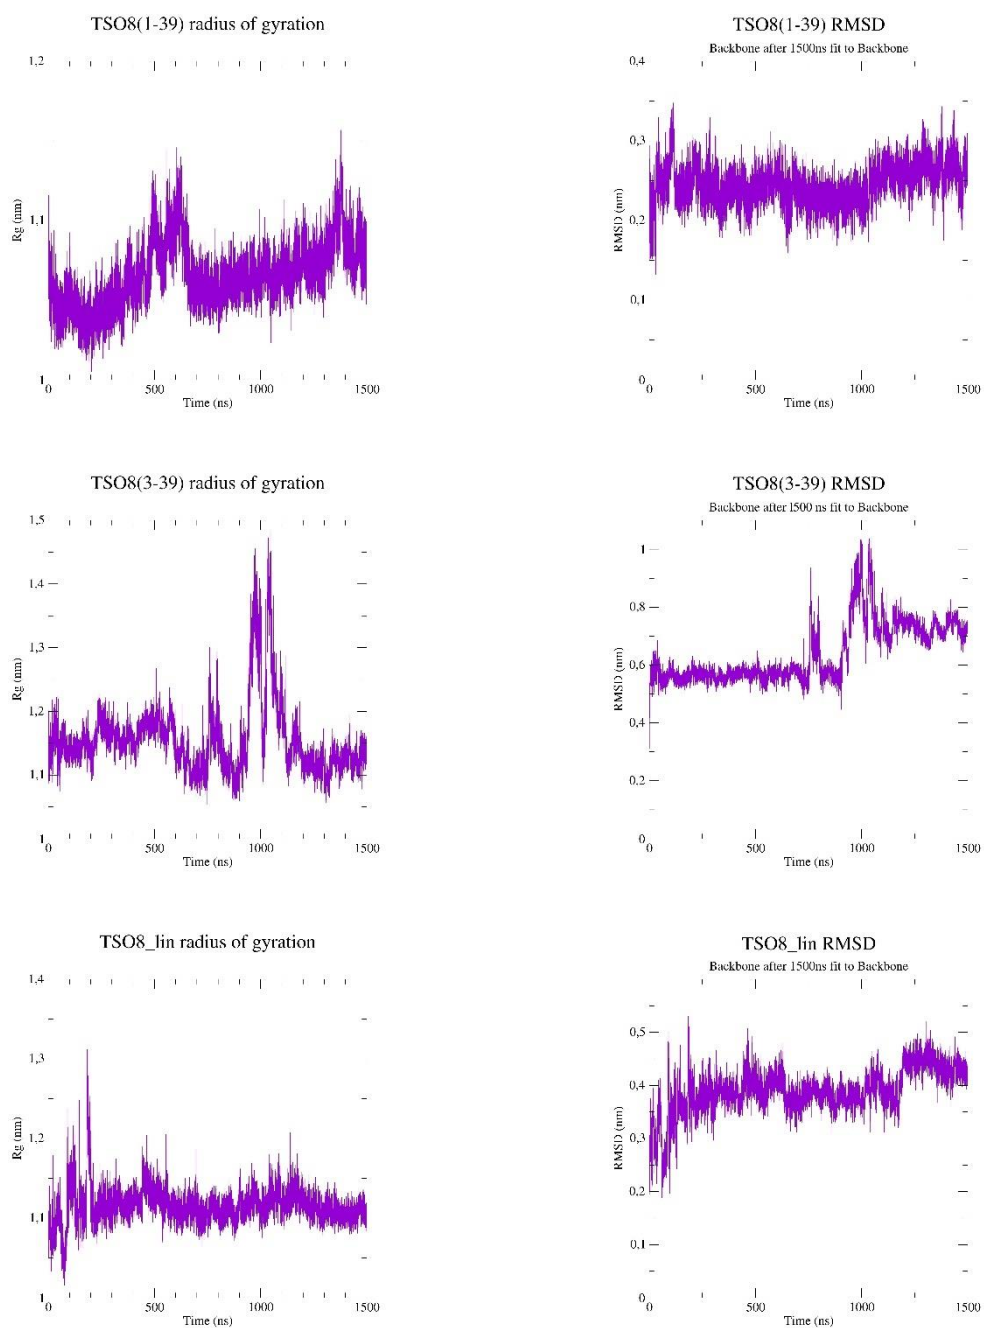 TSO8(1-39) radius of gyration
1,2
1,1
1
Rg (nm)
0
500
1000
1500
Time (ns)
TSO8(1-39) RMSD
Backbone after 1500ns fit to Backbone
0,4
0,3
0,2
0,1
0
RMSD (nm)
0
500
1000
1500
Time (ns)
TSO8(3-39) radius of gyration
1,5
1,4
1,3
1,2
1,1
1
Rg (nm)
0
500
1000
1500
Time (ns)
TSO8(3-39) RMSD
Backbone after 1500 ns fit to Backbone
1
0,8
0,6
0,4
0,2
0
RMSD (nm)
0
500
1000
1500
Time (ns)
TSO8_lin radius of gyration
1,4
1,3
1,2
1,1
1
Rg (nm)
0
500
1000
1500
Time (ns)
TSO8_lin RMSD
Backbone after 1500ns fit to Backbone
0,5
0,4
0,3
0,2
0,1
0
RMSD (nm)
0
500
1000
1500
Time (ns)